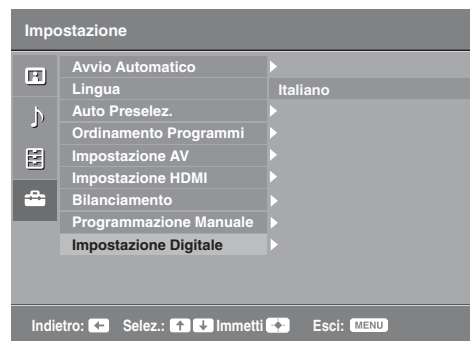 Impostazione
Avvio Automatico
Lingua Italiano
Auto Preselez.
Ordinamento Programmi
Impostazione AV
Impostazione HDMI
Bilanciamento
Programmazione Manuale
Impostazione Digitale
Indietro: Selez.: Immetti Esci: MENU